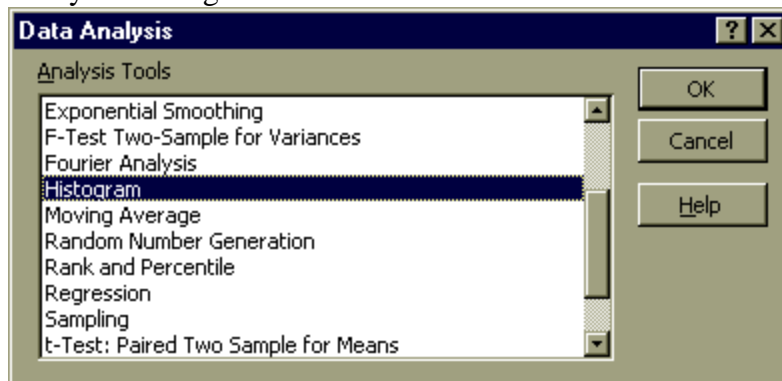 Data Analysis
Analysis Tools
Exponential Smoothing
F-Test Two-Sample for Variances
Fourier Analysis
Histogram
Moving Average
Random Number Generation
Rank and Percentile
Regression
Sampling
t-Test: Paired Two Sample for Means
OK
Cancel
Help